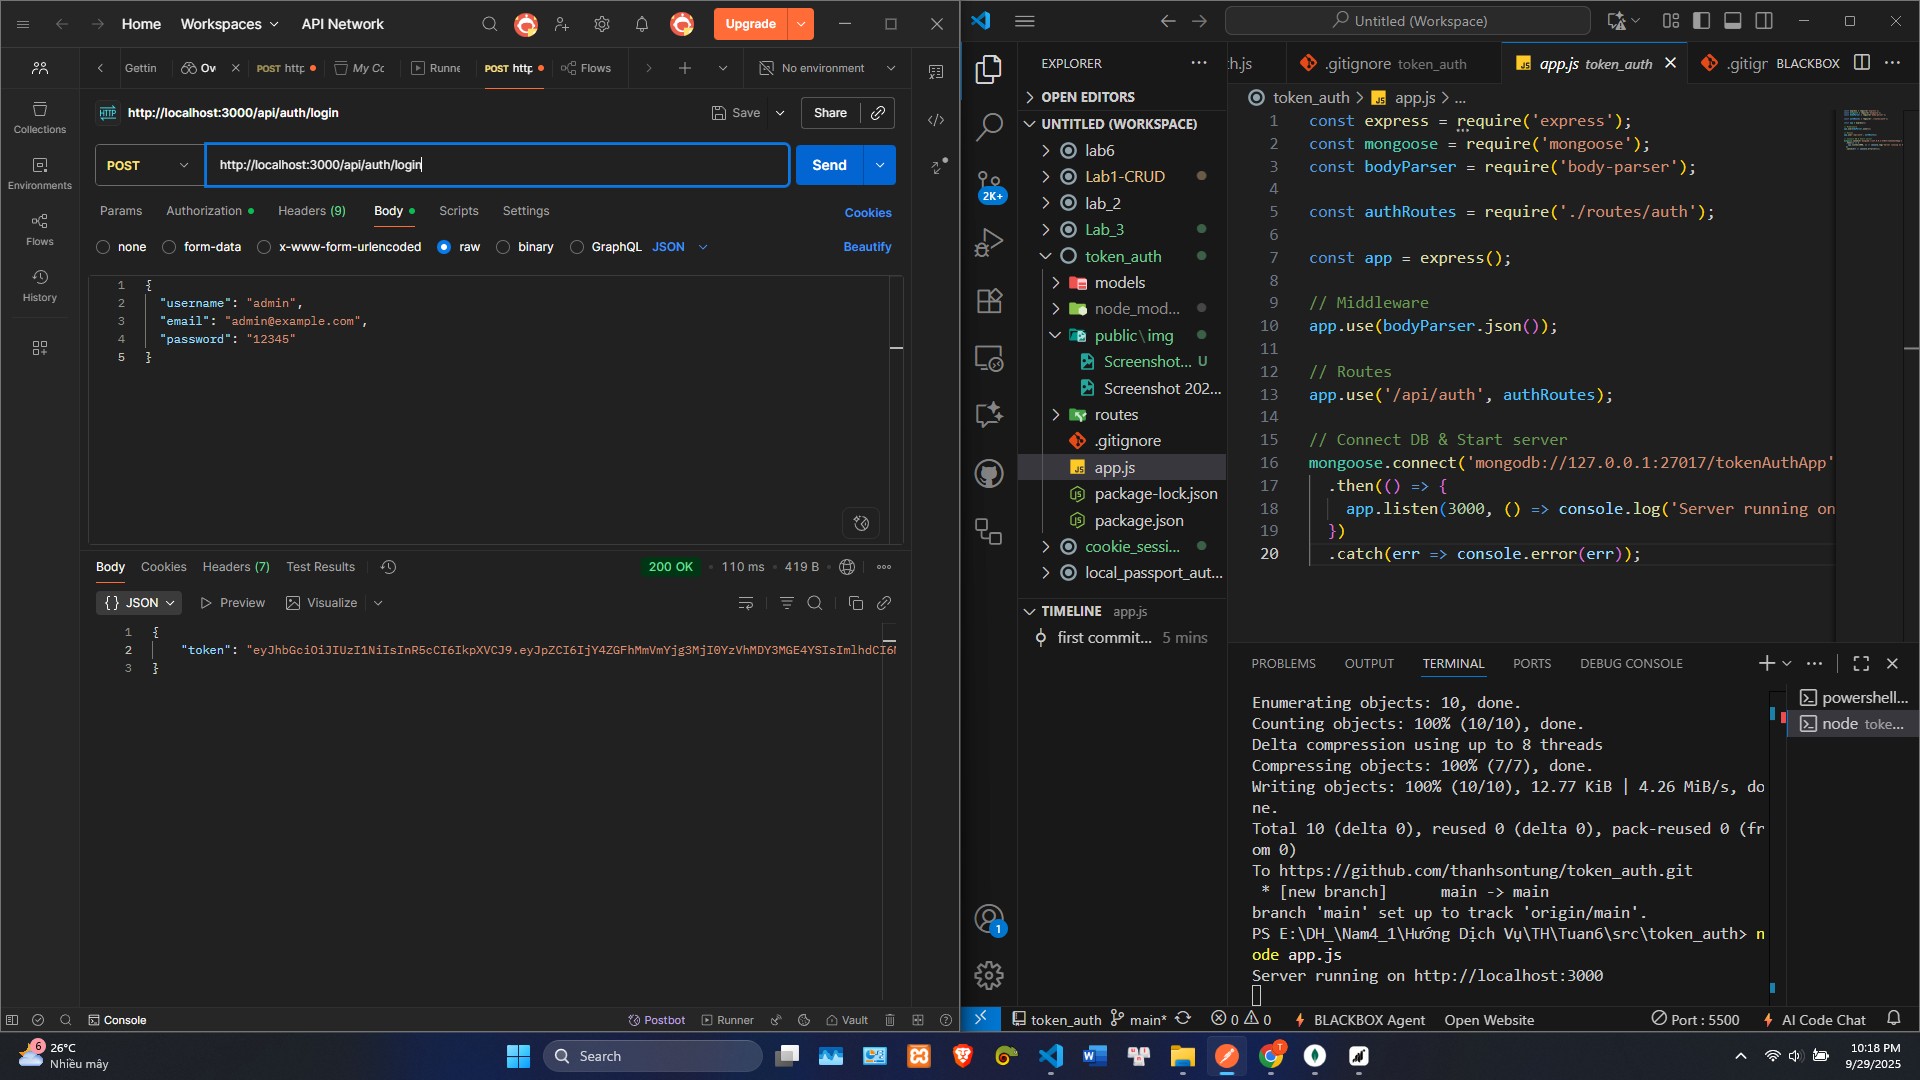 Home
Workspaces
API Network
Upgrade
Gettin
Ov
POST http
My Cc
Runne
POST http
Flows
No environment
HTTP
http://localhost:3000/api/auth/login
Save
Share
Collections
Environments
Flows
History
POST
http://localhost:3000/api/auth/login
Send
Params
Authorization
Headers (9)
Body
Scripts
Settings
Cookies
none
form-data
x-www-form-urlencoded
raw
binary
GraphQL
JSON
Beautify
1 {
2 "username": "admin",
3 "email": "admin@example.com",
4 "password": "12345"
5 }
Body
Cookies
Headers (7)
Test Results
200 OK
110 ms
419 B
{} JSON
Preview
Visualize
1 {
2 "token": "eyJhbGciOiJIUzI1NiIsInR5cCI6IkpXVCJ9.eyJpZCI6IjY4ZGFhMmVmYjg3MjI0YzVhMDY3MGE4YSIsImlhdCI6
3 }
Console
Postbot
Runner
Vault
Untitled (Workspace)
EXPLORER
th.js
.gitignore token_auth
JS app.js token_auth
.gitigr
BLACKBOX
OPEN EDITORS
UNTITLED (WORKSPACE)
lab6
Lab1-CRUD
lab_2
Lab_3
token_auth
models
node_mod...
public\img
Screenshot... U
Screenshot 202...
routes
.gitignore
JS app.js
package-lock.json
package.json
cookie_sessi...
local_passport_aut...
2K+
1
TIMELINE app.js
first commit... 5 mins
token_auth > JS app.js > ...
1 const express = require('express');
2 const mongoose = require('mongoose');
3 const bodyParser = require('body-parser');
4
5 const authRoutes = require('./routes/auth');
6
7 const app = express();
8
9 // Middleware
10 app.use(bodyParser.json());
11
12 // Routes
13 app.use('/api/auth', authRoutes);
14
15 // Connect DB & Start server
16 mongoose.connect('mongodb://127.0.0.1:27017/tokenAuthApp'
17 .then(() => {
18 app.listen(3000, () => console.log('Server running on
19 })
20 .catch(err => console.error(err));
PROBLEMS
OUTPUT
TERMINAL
PORTS
DEBUG CONSOLE
powershell...
node toke...
Enumerating objects: 10, done.
Counting objects: 100% (10/10), done.
Delta compression using up to 8 threads
Compressing objects: 100% (7/7), done.
Writing objects: 100% (10/10), 12.77 KiB | 4.26 MiB/s, do
ne.
Total 10 (delta 0), reused 0 (delta 0), pack-reused 0 (fr
om 0)
To https://github.com/thanhsontung/token_auth.git
* [new branch] main -> main
branch 'main' set up to track 'origin/main'.
PS E:\DH_\Nam4_1\Hướng Dịch Vụ\TH\Tuan6\src\token_auth> n
ode app.js
Server running on http://localhost:3000
token_auth
main*
0
0
BLACKBOX Agent
Open Website
Port : 5500
AI Code Chat
6
26°C
Nhiều mây
Search
T
10:18 PM
9/29/2025